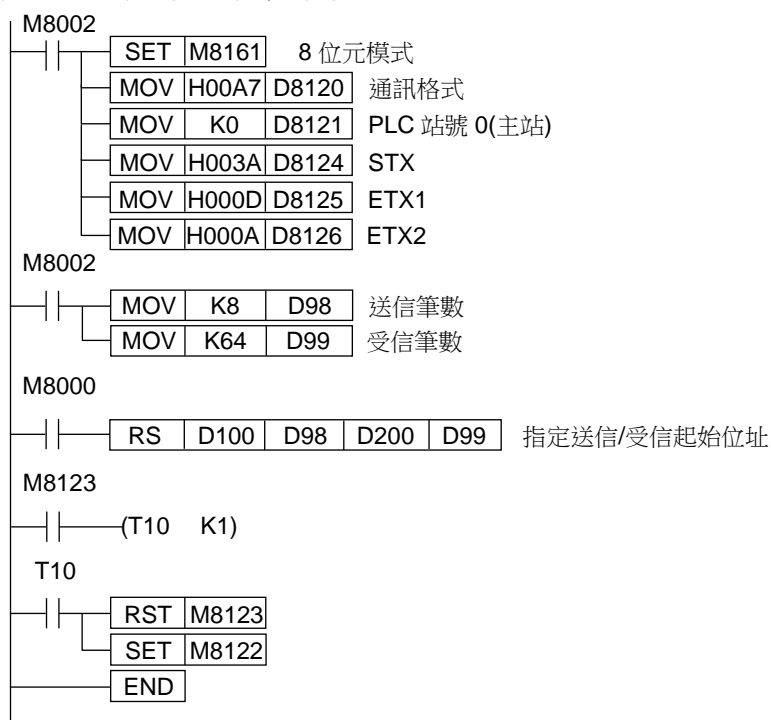 M8002
SET M8161 8 位元模式
MOV H00A7 D8120 通訊格式
MOV K0 D8121 PLC 站號 0(主站)
MOV H003A D8124 STX
MOV H000D D8125 ETX1
MOV H000A D8126 ETX2
M8002
MOV K8 D98 送信筆數
MOV K64 D99 受信筆數
M8000
RS D100 D98 D200 D99 指定送信/受信起始位址
M8123
(T10 K1)
T10
RST M8123
SET M8122
END